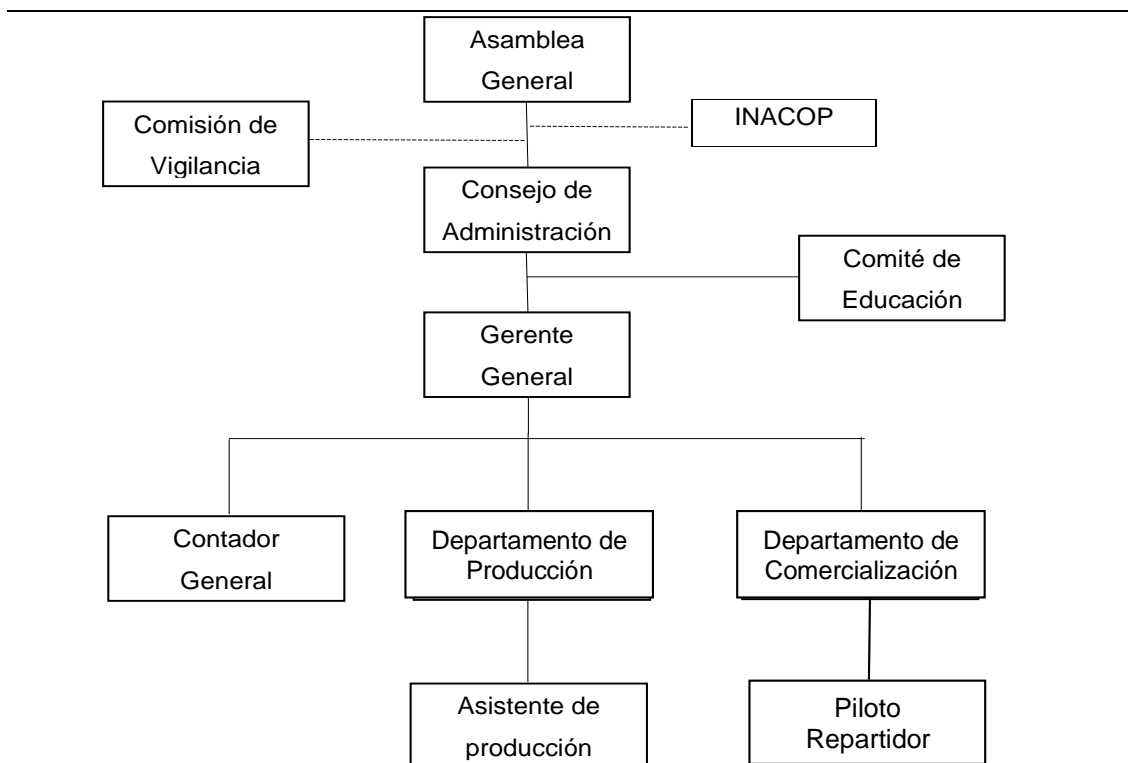 Asamblea
General
INACOP
Comisión de
Vigilancia
Consejo de
Administración
Comité de
Educación
Gerente
General
Contador
General
Departamento de
Producción
Departamento de
Comercialización
Asistente de
producción
Piloto
Repartidor